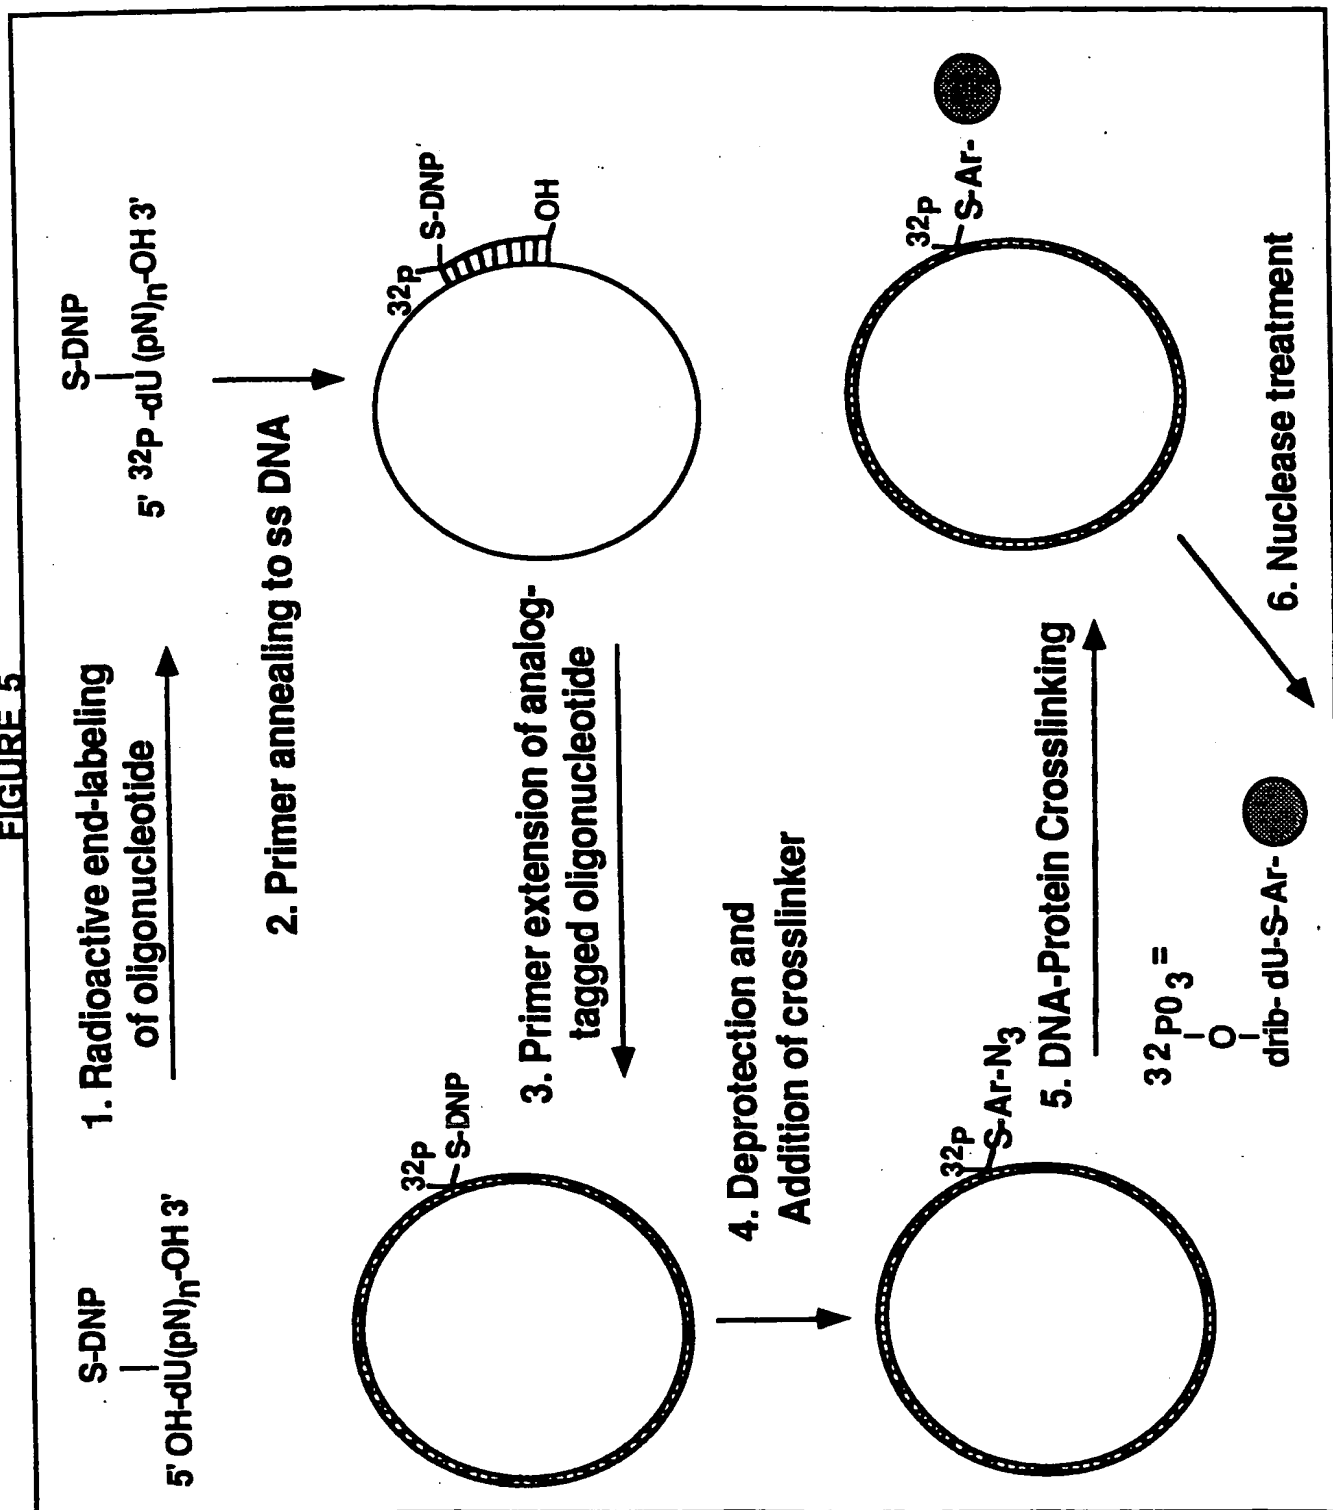 FIGURE 5
S-DNP
5' OH-dU(pN)n-OH 3'
1. Radioactive end-labeling
of oligonucleotide
S-DNP
5' 32P -dU(pN)n-OH 3'
2. Primer annealing to ss DNA
32P
S-DNP
OH
3. Primer extension of analog-
tagged oligonucleotide
32P
S-DNP
4. Deprotection and
Addition of crosslinker
32P
S-Ar-N3
5. DNA-Protein Crosslinking
32P
S-Ar-
6. Nuclease treatment
32PO3=
O
drib- dU-S-Ar-